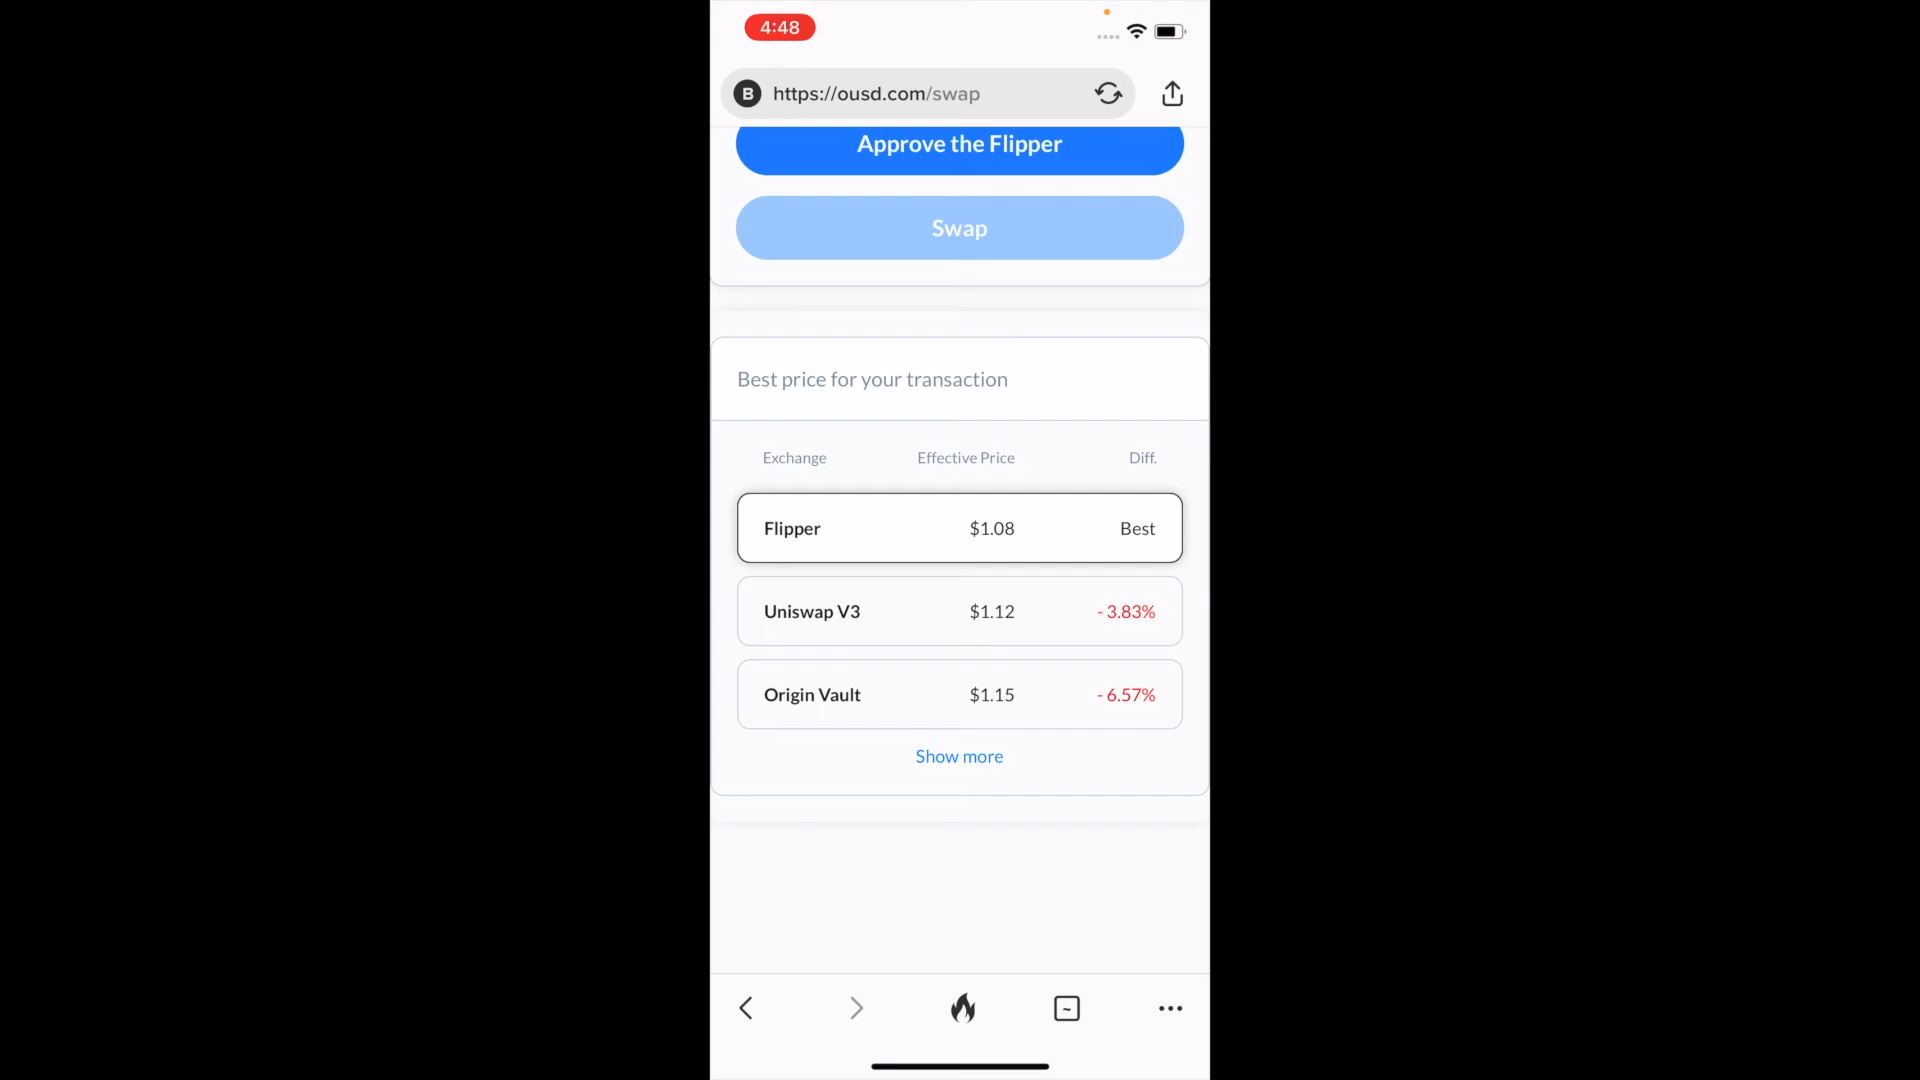 4:48
B https://ousd.com/swap
Approve the Flipper
Swap
Best price for your transaction
Exchange Effective Price Diff.
Flipper $1.08 Best
Uniswap V3 $1.12 - 3.83%
Origin Vault $1.15 - 6.57%
Show more